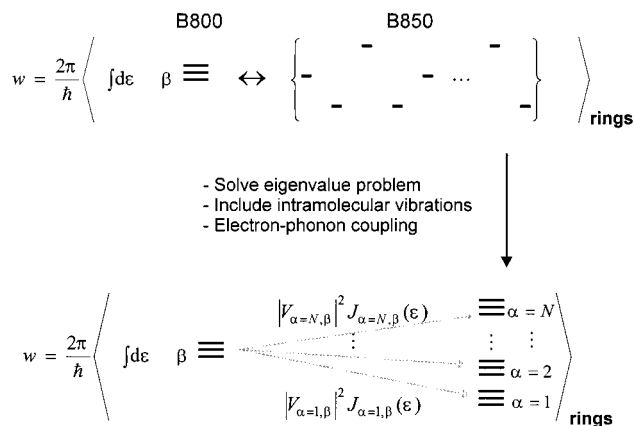 B800 B850
w = 2π/ħ ⟨ ∫dε β ↔ { ... } ⟩ rings
- Solve eigenvalue problem
- Include intramolecular vibrations
- Electron-phonon coupling
|V_{α=N,β}|² J_{α=N,β}(ε) α = N
⋮ ⋮ ⋮
w = 2π/ħ ⟨ ∫dε β α = 2
|V_{α=1,β}|² J_{α=1,β}(ε) α = 1 ⟩ rings